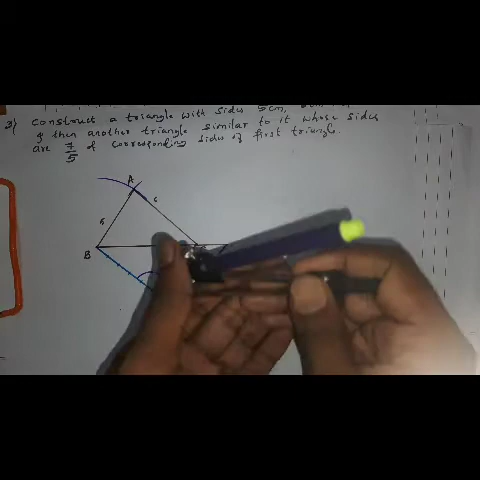 3) construct a triangle with sides 5cm,
& then another triangle similar to it whose sides
are 7/5 of corresponding sides of first triangle.
A
5 6
B